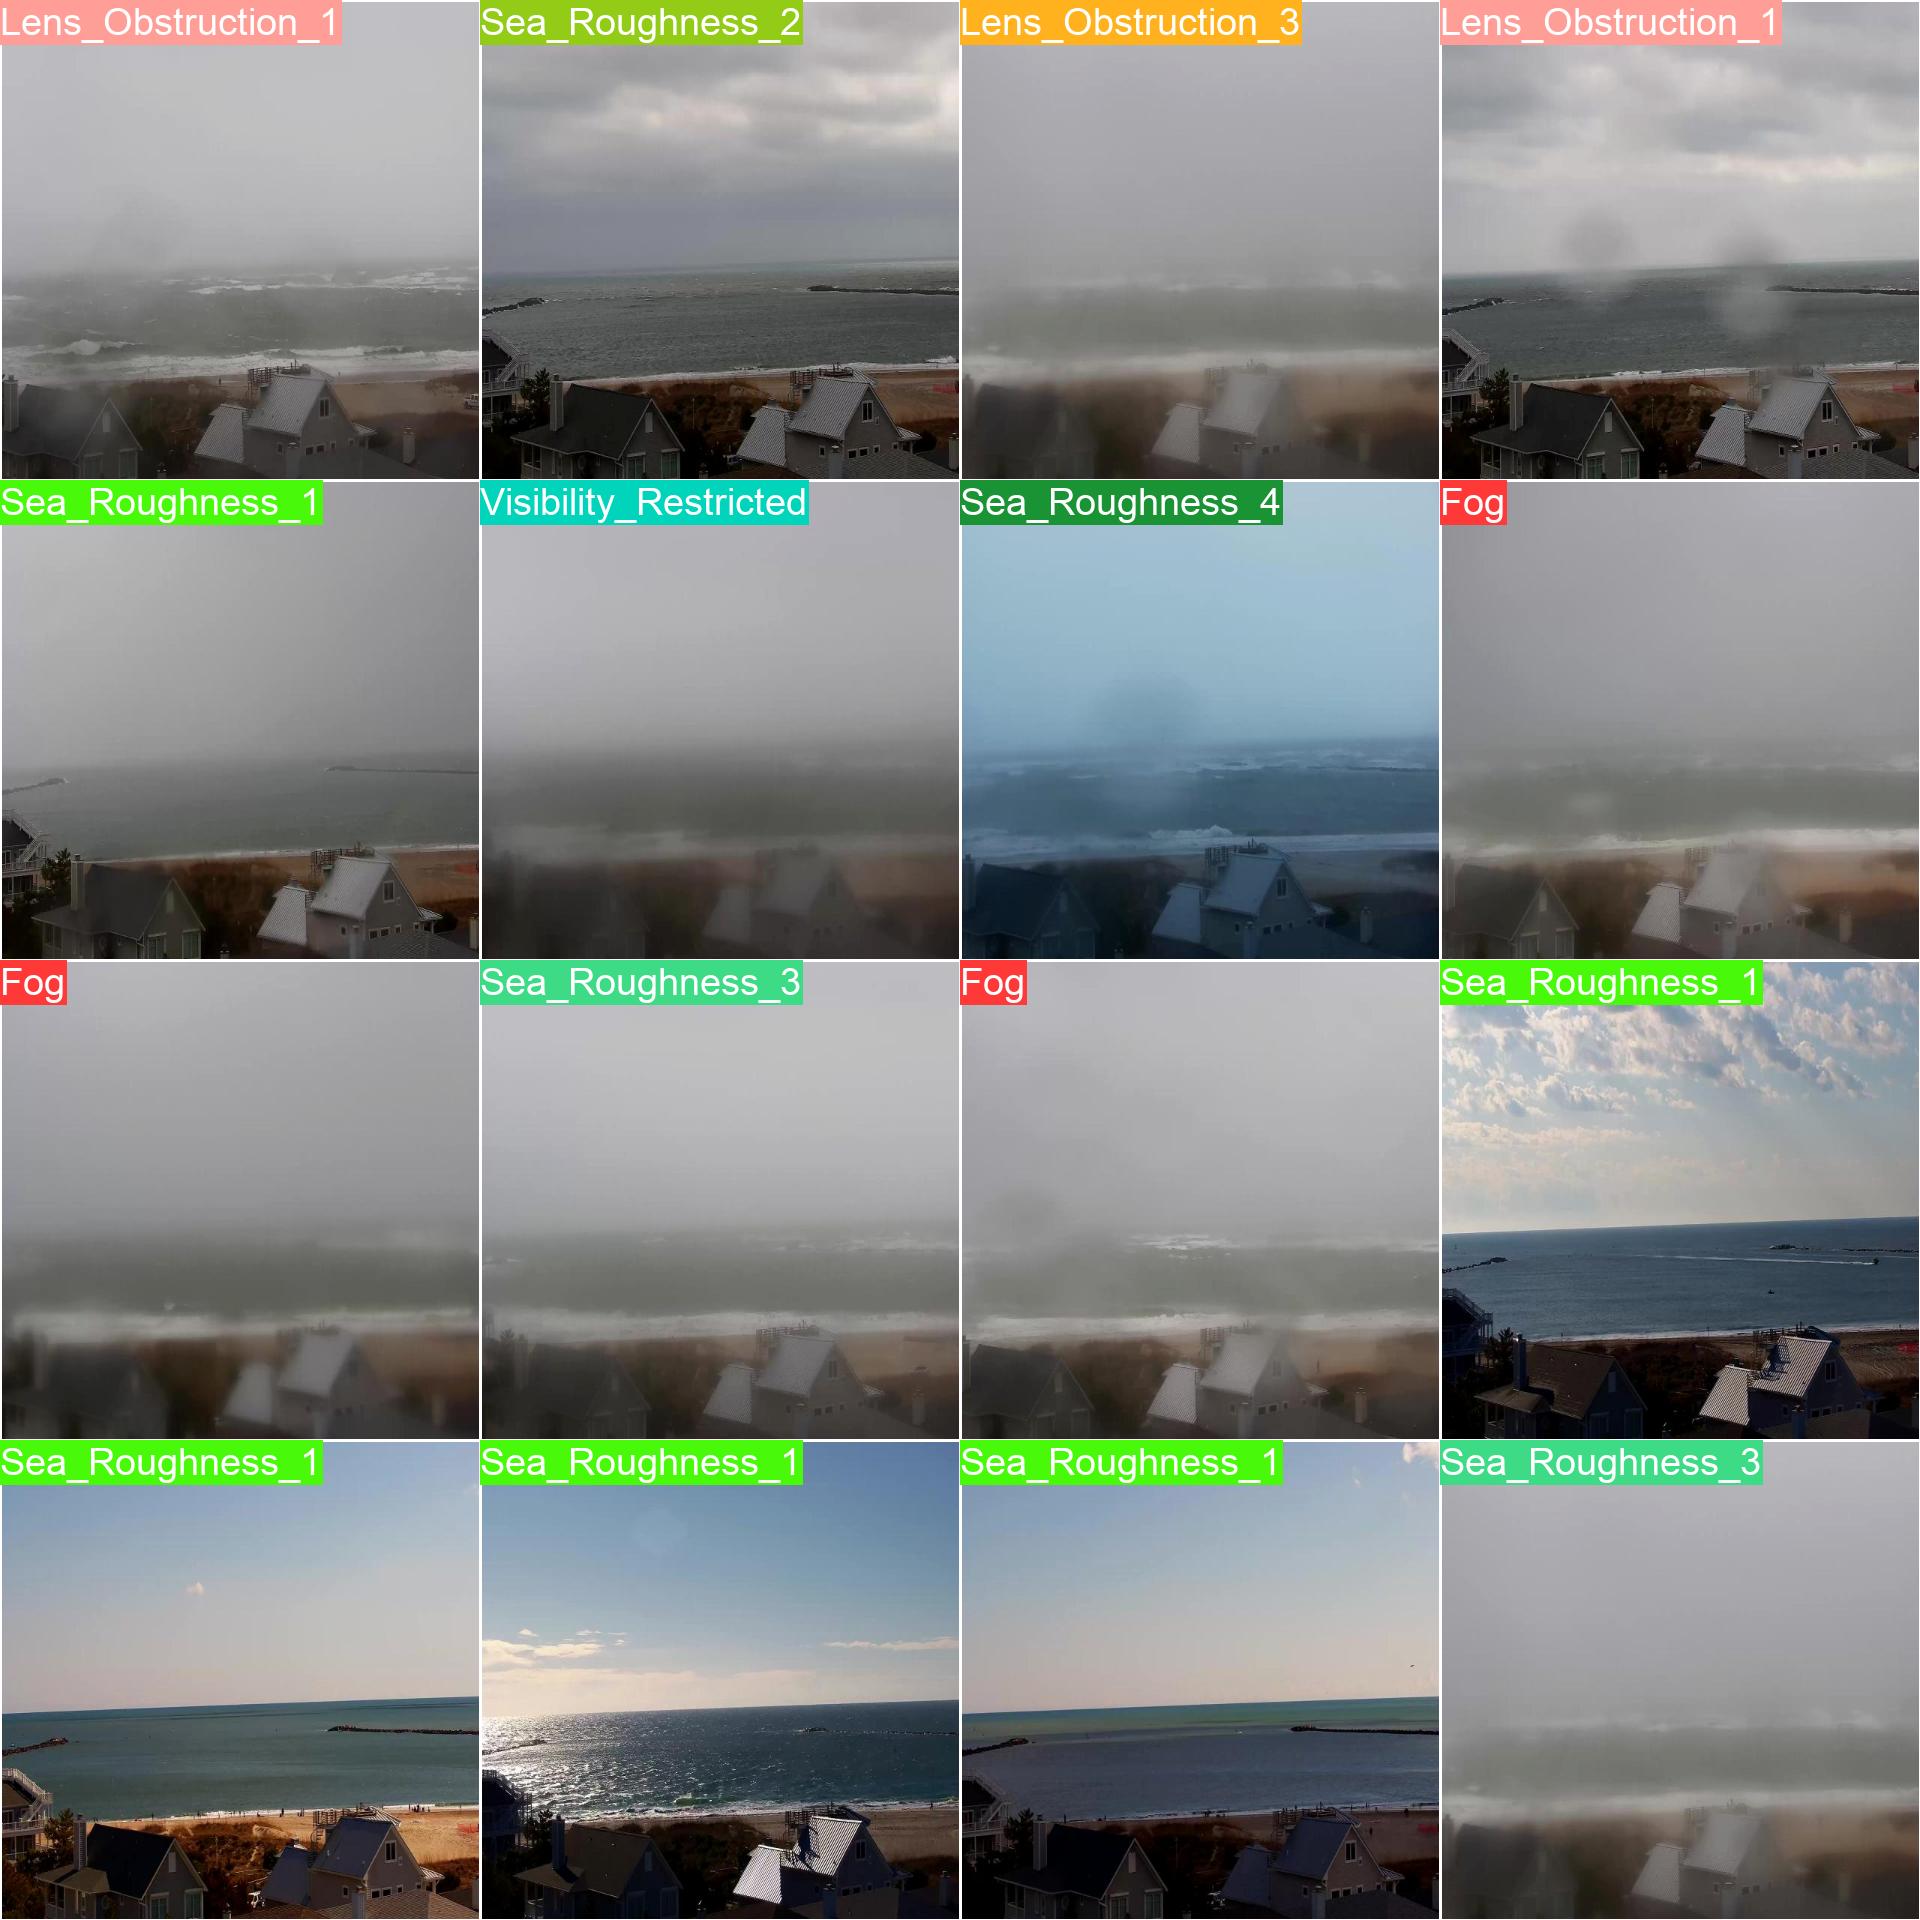 Lens_Obstruction_1
Sea_Roughness_2
Lens_Obstruction_3
Lens_Obstruction_1
Sea_Roughness_1
Visibility_Restricted
Sea_Roughness_4
Fog
Fog
Sea_Roughness_3
Fog
Sea_Roughness_1
Sea_Roughness_1
Sea_Roughness_1
Sea_Roughness_1
Sea_Roughness_3